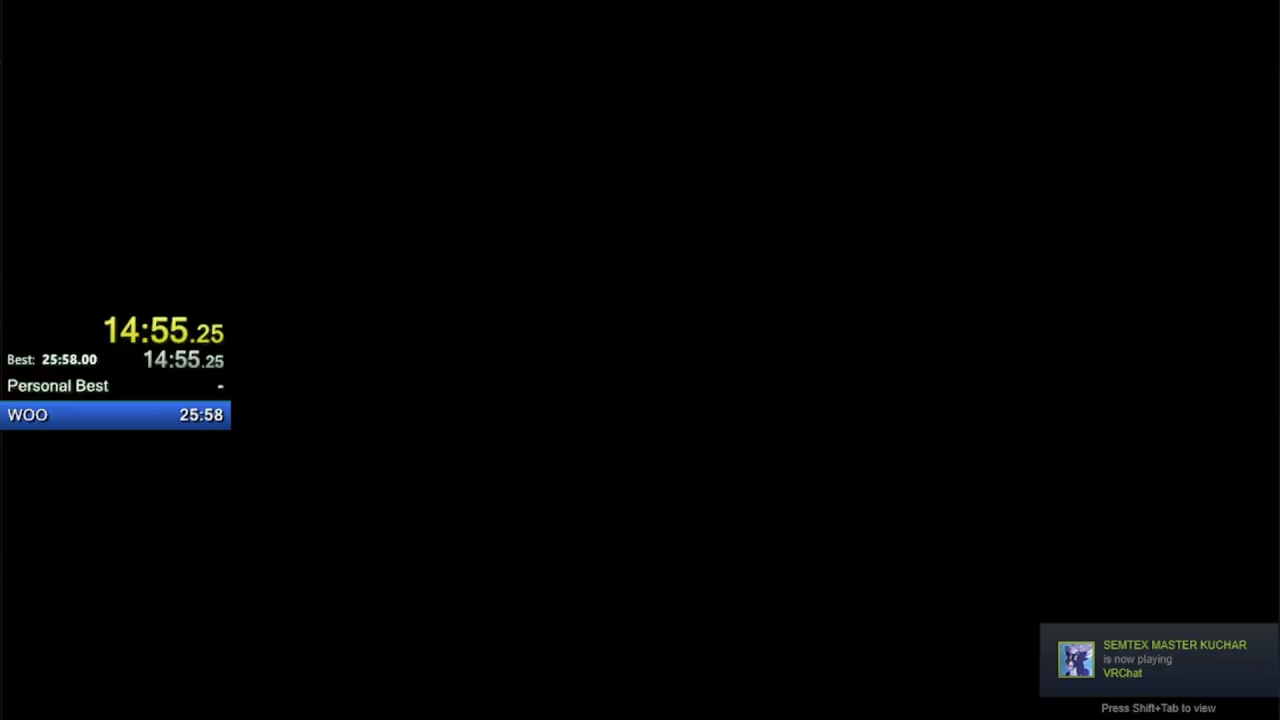 14:55.25
Best: 25:58.00 14:55.25
Personal Best -
WOO 25:58
SEMTEX MASTER KUCHAR
is now playing
VRChat
Press Shift+Tab to view